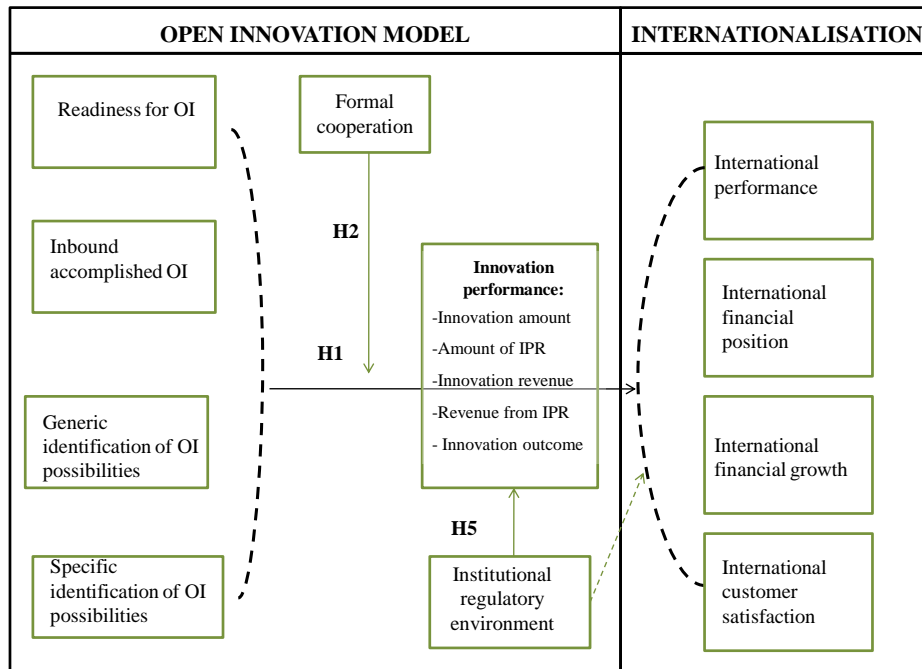 OPEN INNOVATION MODEL
INTERNATIONALISATION
Readiness for OI
Formal
cooperation
International
performance
H2
Inbound
accomplished OI
Innovation
performance:
-Innovation amount
-Amount of IPR
-Innovation revenue
-Revenue from IPR
- Innovation outcome
International
financial
position
H1
Generic
identification of OI
possibilities
International
financial growth
H5
Specific
identification of OI
possibilities
Institutional
regulatory
environment
International
customer
satisfaction